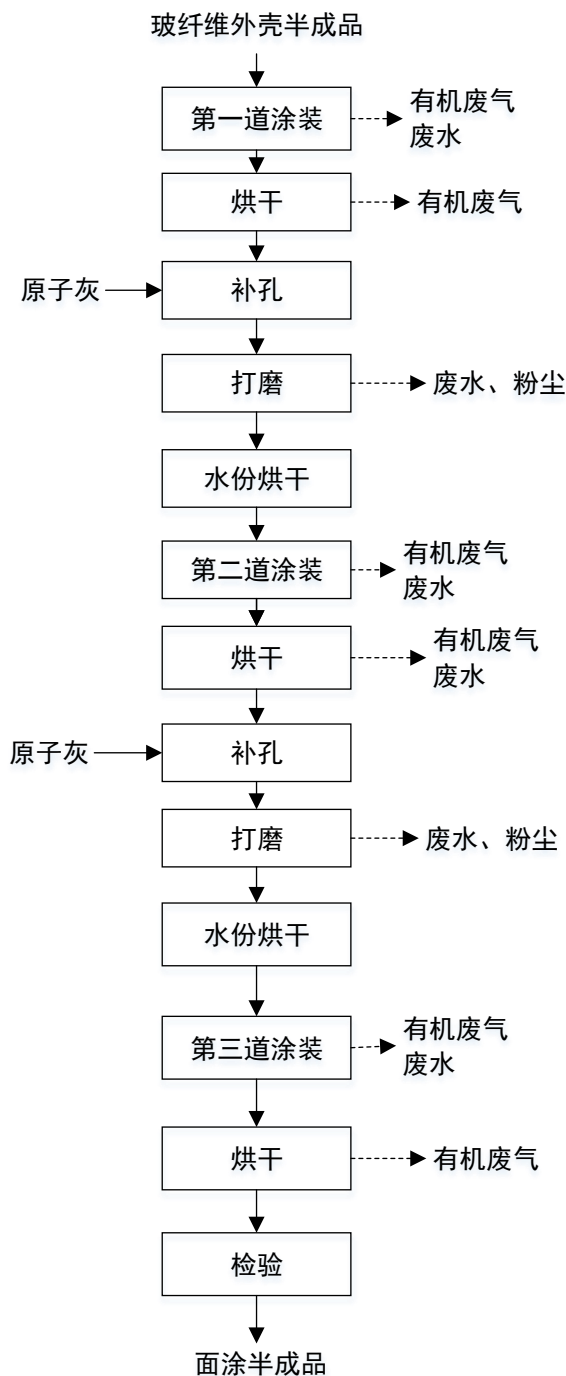 玻纤维外壳半成品
第一道涂装
有机废气
废水
烘干
有机废气
原子灰
补孔
打磨
废水、粉尘
水份烘干
第二道涂装
有机废气
废水
烘干
有机废气
废水
原子灰
补孔
打磨
废水、粉尘
水份烘干
第三道涂装
有机废气
废水
烘干
有机废气
检验
面涂半成品